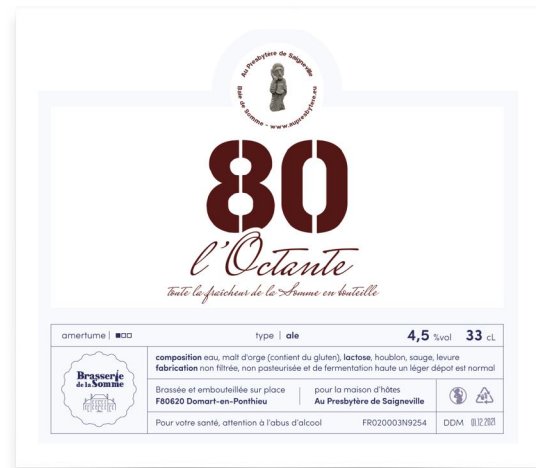 Au Presbytère de Saigneville
Baie de Somme - www.aupresbytere.eu
80
l'Octante
Toute la fraîcheur de la Somme en bouteille
amertume | type | ale 4,5 %vol 33 cL
composition eau, malt d'orge (contient du gluten), lactose, houblon, sauge, levure
fabrication non filtrée, non pasteurisée et de fermentation haute un léger dépot est normal
Brasserie
de la Somme
Brassée et embouteillée sur place
F80620 Domart-en-Ponthieu
pour la maison d'hôtes
Au Presbytère de Saigneville
Pour votre santé, attention à l'abus d'alcool FR020003N9254 DDM 01.12.2021